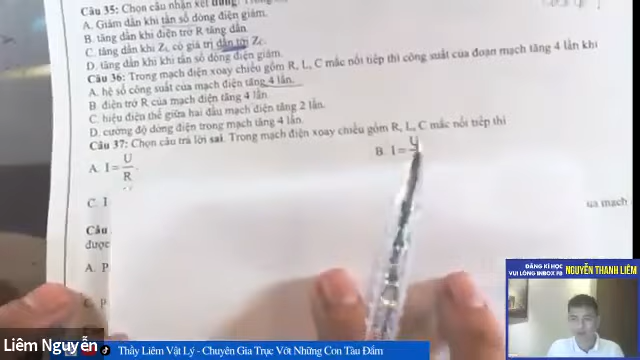 Câu 35: Chọn câu nhận xét đúng:
A. Giảm dần khi tần số dòng điện giảm.
B. tăng dần khi điện trở R tăng dần
C. tăng dần khi ZL có giá trị dần tới ZC.
D. tăng dần khi khi tần số dòng điện giảm.
Câu 36: Trong mạch điện xoay chiều gồm R, L, C mắc nối tiếp thì công suất của đoạn mạch tăng 4 lần khi
A. hệ số công suất của mạch điện tăng 4 lần.
B. điện trở R của mạch điện tăng 4 lần
C. hiệu điện thế giữa hai đầu mạch điện tăng 2 lần.
D. cường độ dòng điện trong mạch tăng 4 lần.
Câu 37: Chọn câu trả lời sai. Trong mạch điện xoay chiều gồm R, L, C mắc nối tiếp thì
A. I = U/R. B. I = U
C. I ua mạch
Câu
được
A. P
C. P
ĐĂNG KÍ HỌC
VUI LÒNG INBOX FB NGUYỄN THANH LIÊM
Liêm Nguyễn
Thầy Liêm Vật Lý - Chuyên Gia Trục Vớt Những Con Tàu Đắm